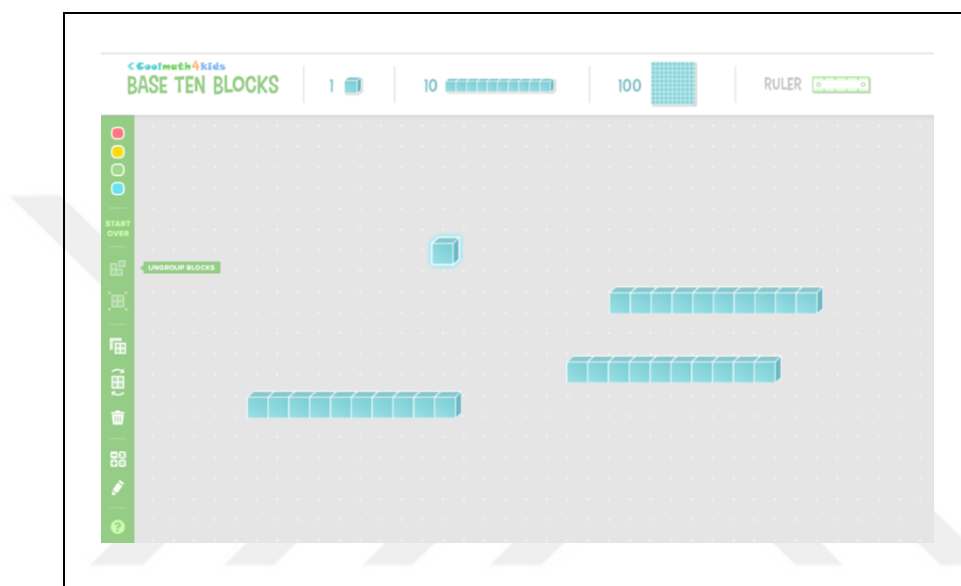 < Coolmath4kids
BASE TEN BLOCKS
1
10
100
RULER
START
OVER
UNGROUP BLOCKS
?